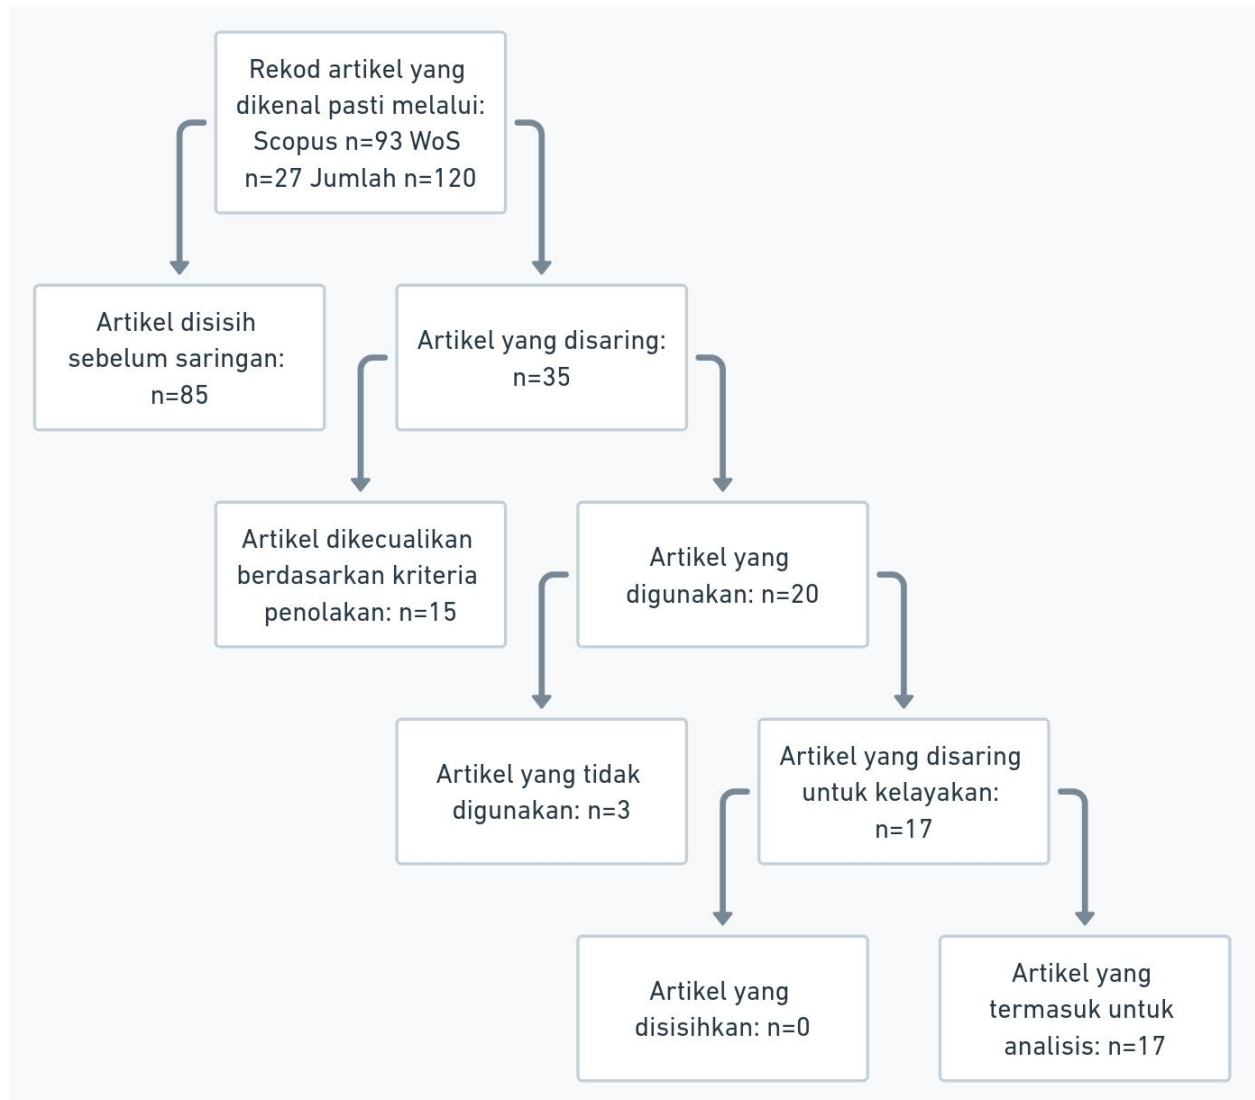 Rekod artikel yang
dikenal pasti melalui:
Scopus n=93 WoS
n=27 Jumlah n=120
Artikel disisih
sebelum saringan:
n=85
Artikel yang disaring:
n=35
Artikel dikecualikan
berdasarkan kriteria
penolakan: n=15
Artikel yang
digunakan: n=20
Artikel yang tidak
digunakan: n=3
Artikel yang disaring
untuk kelayakan:
n=17
Artikel yang
disisihkan: n=0
Artikel yang
termasuk untuk
analisis: n=17